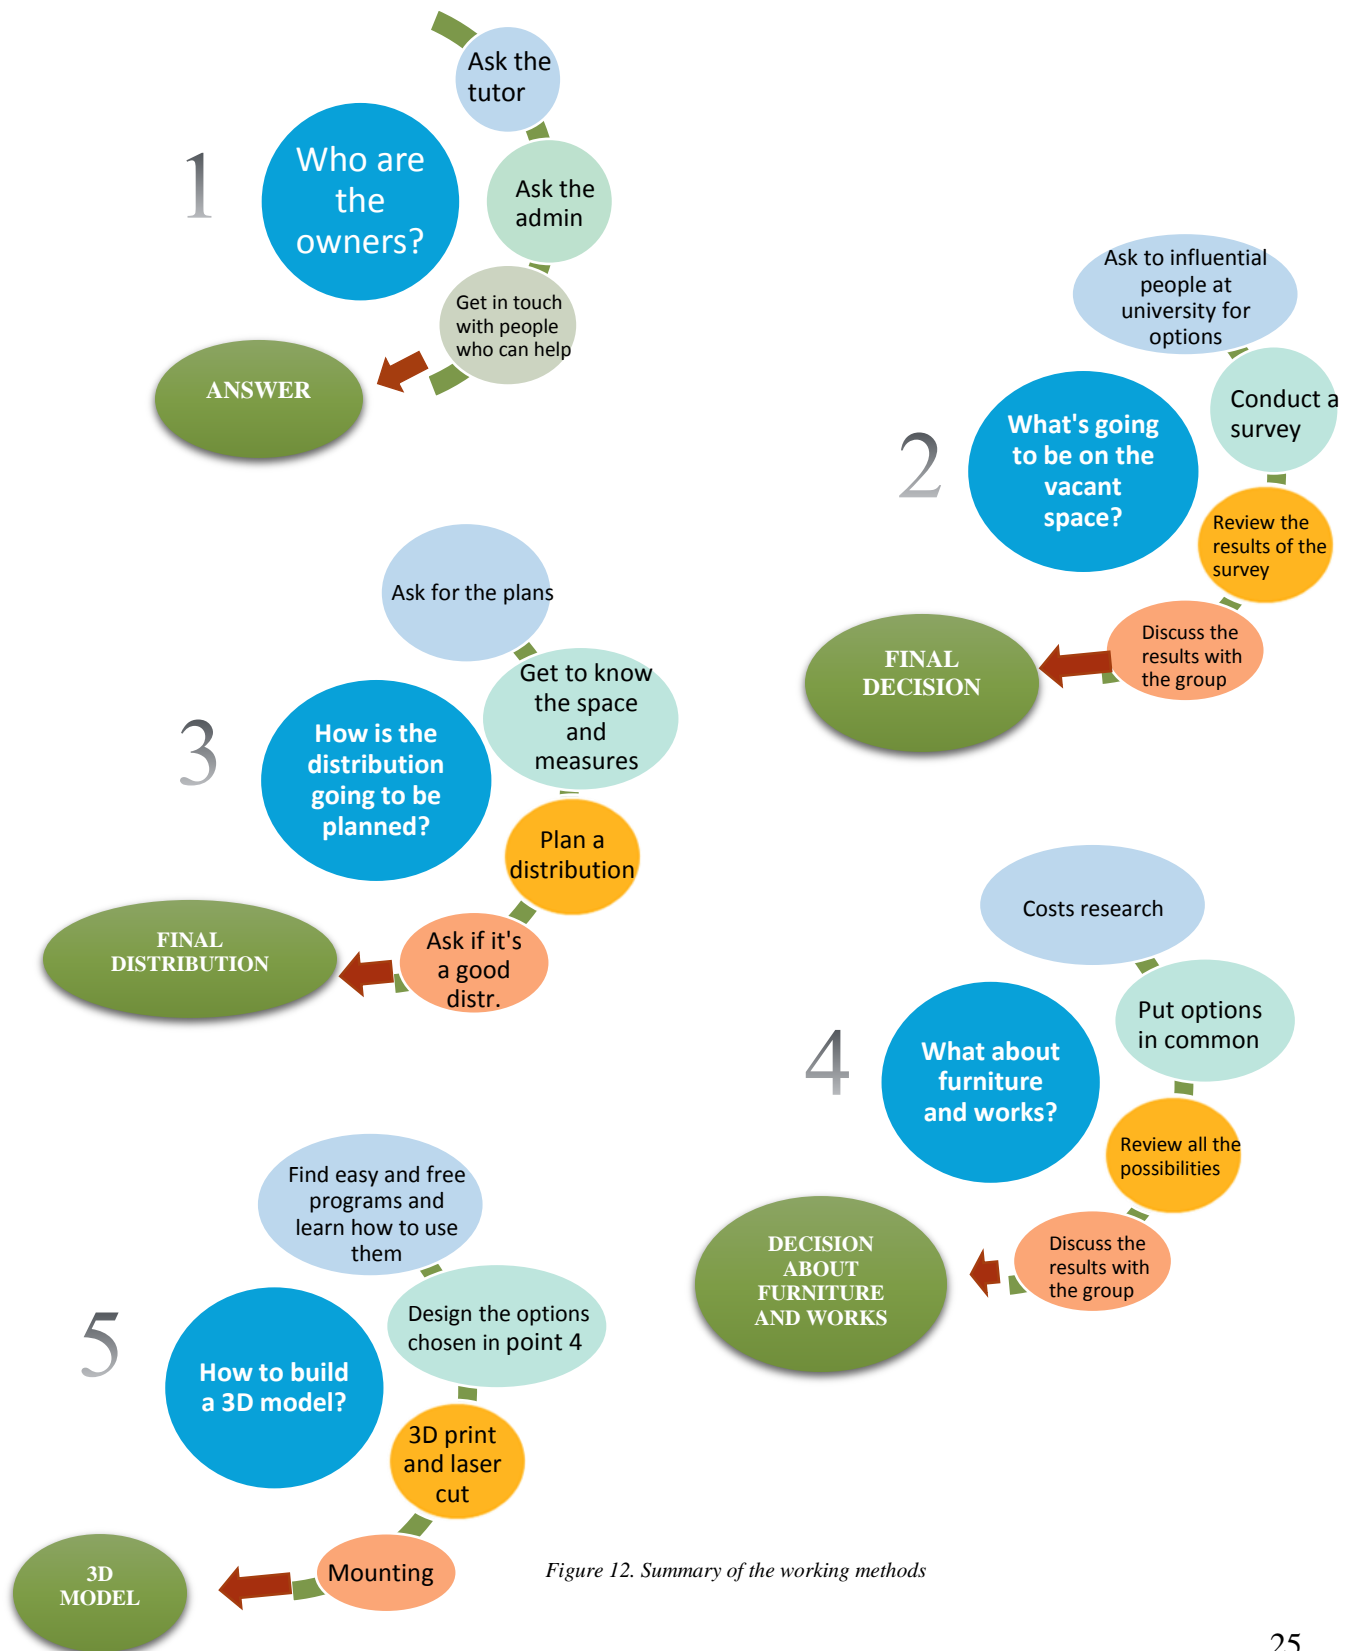 1
Who are
the
owners?
Ask the
tutor
Ask the
admin
Get in touch
with people
who can help
ANSWER
2
What's going
to be on the
vacant
space?
Ask to influential
people at
university for
options
Conduct a
survey
Review the
results of the
survey
Discuss the
results with
the group
FINAL
DECISION
3
How is the
distribution
going to be
planned?
Ask for the plans
Get to know
the space
and
measures
Plan a
distribution
Ask if it's
a good
distr.
FINAL
DISTRIBUTION
4
What about
furniture
and works?
Costs research
Put options
in common
Review all the
possibilities
Discuss the
results with
the group
DECISION
ABOUT
FURNITURE
AND WORKS
5
How to build
a 3D model?
Find easy and free
programs and
learn how to use
them
Design the options
chosen in point 4
3D print
and laser
cut
Mounting
3D
MODEL
Figure 12. Summary of the working methods
25